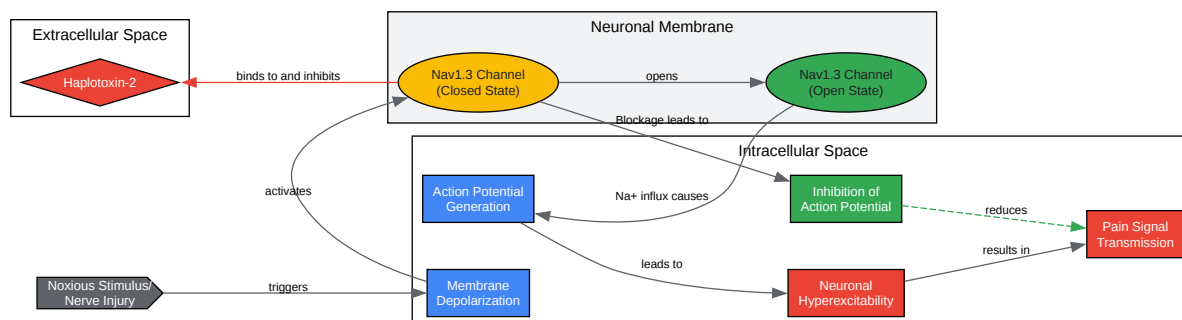 Neuronal Membrane
Extracellular Space
Haplotoxin-2
binds to and inhibits
Nav1.3 Channel
(Closed State)
opens
Nav1.3 Channel
(Open State)
Blockage leads to
Intracellular Space
activates
Action Potential
Generation
Na+ influx causes
Inhibition of
Action Potential
reduces
Pain Signal
Transmission
leads to
results in
Noxious Stimulus/
Nerve Injury
triggers
Membrane
Depolarization
Neuronal
Hyperexcitability